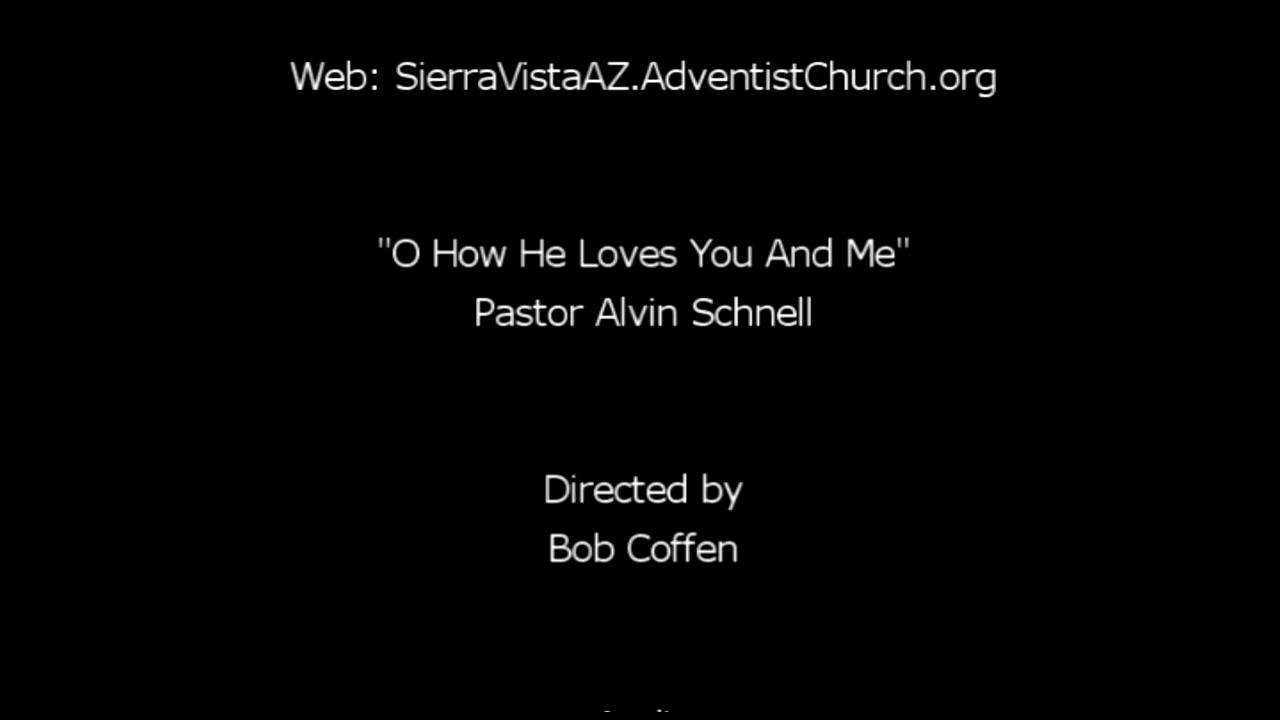 Web: SierraVistaAZ.AdventistChurch.org
"O How He Loves You And Me"
Pastor Alvin Schnell
Directed by
Bob Coffen